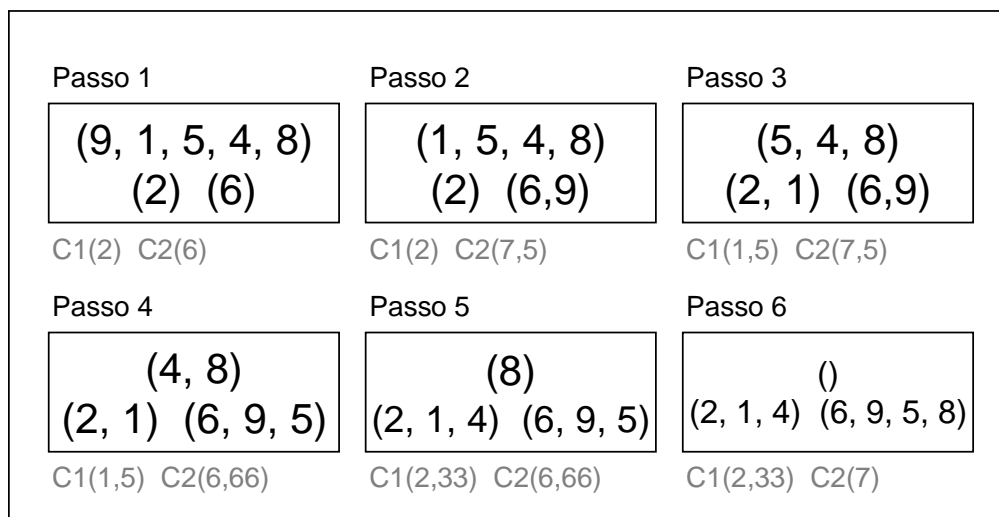 Passo 1
(9, 1, 5, 4, 8)
(2) (6)
C1(2) C2(6)
Passo 2
(1, 5, 4, 8)
(2) (6,9)
C1(2) C2(7,5)
Passo 3
(5, 4, 8)
(2, 1) (6,9)
C1(1,5) C2(7,5)
Passo 4
(4, 8)
(2, 1) (6, 9, 5)
C1(1,5) C2(6,66)
Passo 5
(8)
(2, 1, 4) (6, 9, 5)
C1(2,33) C2(6,66)
Passo 6
()
(2, 1, 4) (6, 9, 5, 8)
C1(2,33) C2(7)